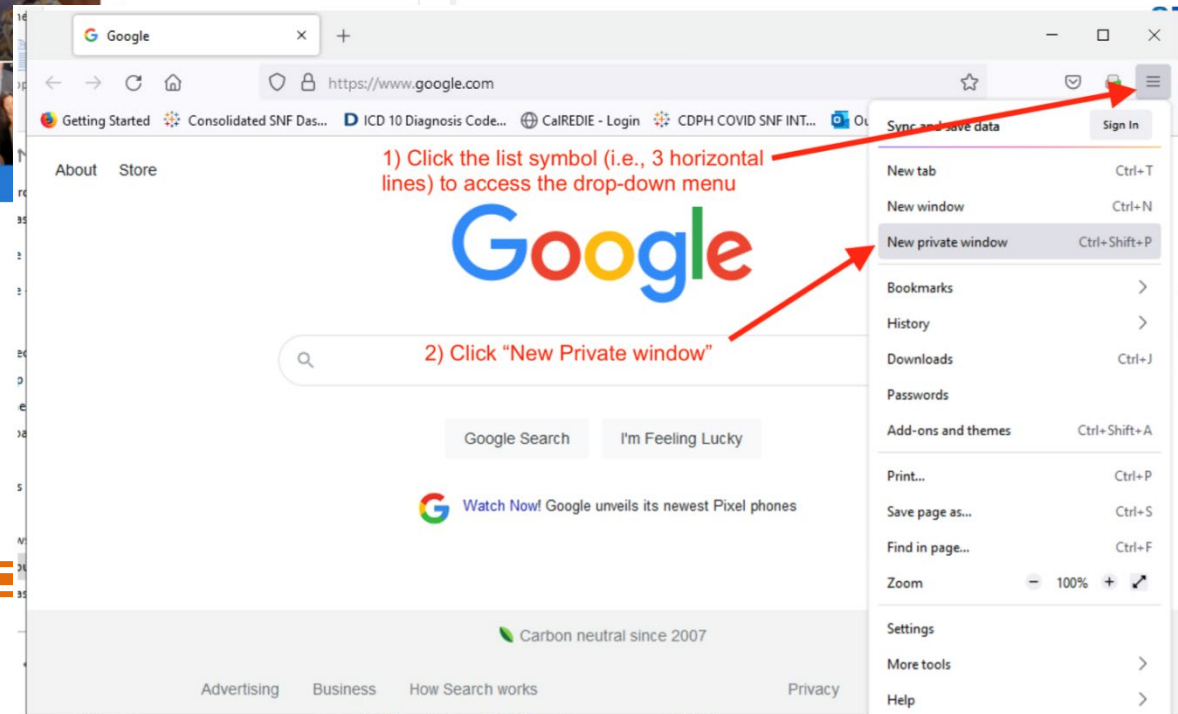 Google
https://www.google.com
Getting Started
Consolidated SNF Das...
ICD 10 Diagnosis Code...
CalREDIE - Login
CDPH COVID SNF INT...
Sync and save data
Sign In
About Store
1) Click the list symbol (i.e., 3 horizontal
lines) to access the drop-down menu
New tab Ctrl+T
New window Ctrl+N
Google
New private window Ctrl+Shift+P
Bookmarks
History
2) Click “New Private window”
Downloads Ctrl+J
Passwords
Add-ons and themes Ctrl+Shift+A
Google Search
I'm Feeling Lucky
Print... Ctrl+P
Watch Now! Google unveils its newest Pixel phones
Save page as... Ctrl+S
Find in page... Ctrl+F
Zoom − 100% +
Carbon neutral since 2007
Settings
More tools
Advertising Business How Search works Privacy
Help